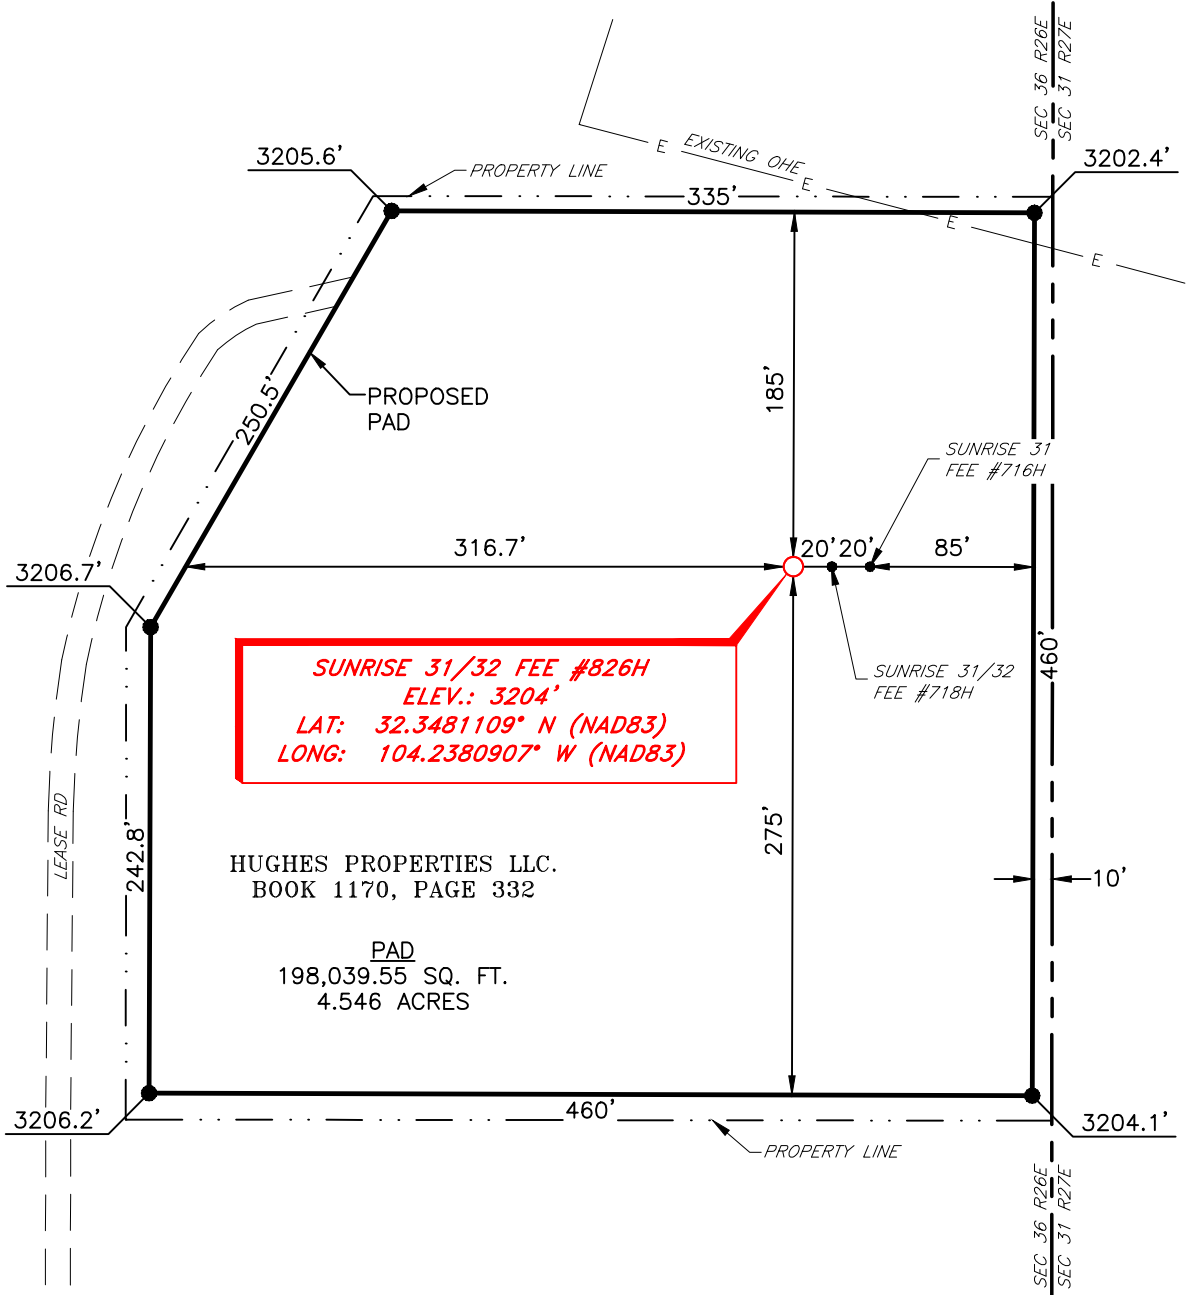 SEC 36 R26E
SEC 31 R27E
3205.6'
PROPERTY LINE
E
EXISTING OHE
E
3202.4'
335'
E
E
250.5'
PROPOSED
PAD
185'
SUNRISE 31
FEE #716H
316.7'
20'
20'
85'
3206.7'
SUNRISE 31/32 FEE #826H
ELEV.: 3204'
LAT: 32.3481109° N (NAD83)
LONG: 104.2380907° W (NAD83)
SUNRISE 31/32
FEE #718H
460'
LEASE RD
242.8'
275'
HUGHES PROPERTIES LLC.
BOOK 1170, PAGE 332
10'
PAD
198,039.55 SQ. FT.
4.546 ACRES
3206.2'
460'
3204.1'
PROPERTY LINE
SEC 36 R26E
SEC 31 R27E